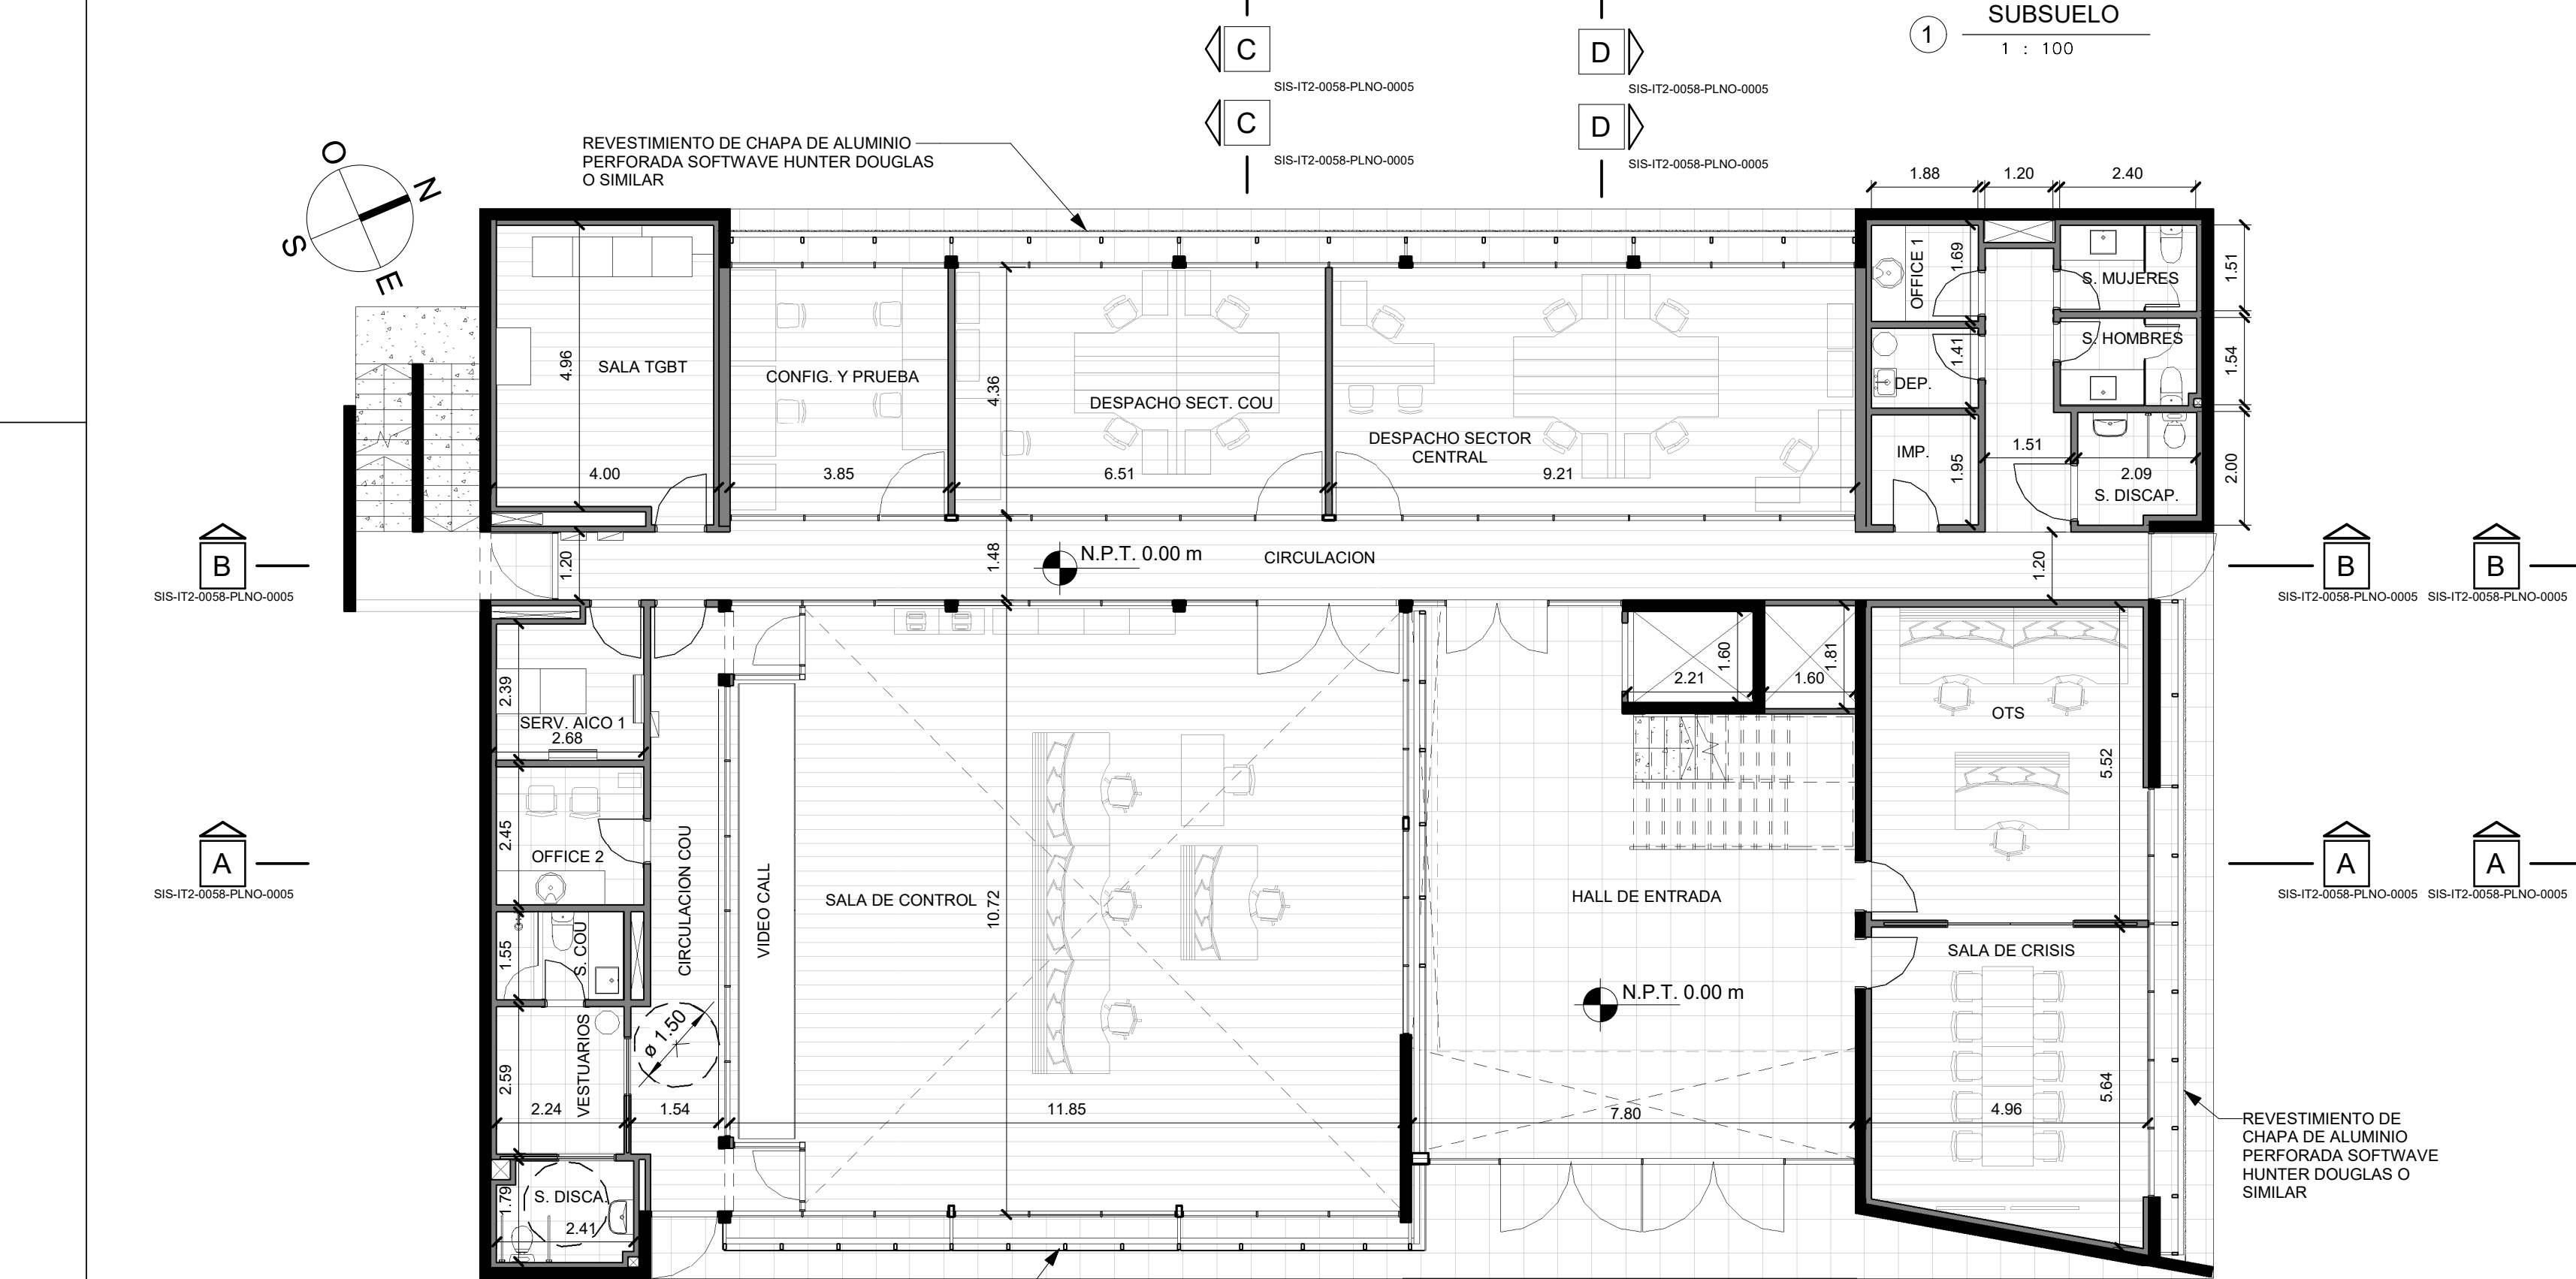 SUBSUELO
1
1 : 100
C
SIS-IT2-0058-PLNO-0005
D
SIS-IT2-0058-PLNO-0005
C
SIS-IT2-0058-PLNO-0005
D
SIS-IT2-0058-PLNO-0005
REVESTIMIENTO DE CHAPA DE ALUMINIO
PERFORADA SOFTWAVE HUNTER DOUGLAS
O SIMILAR
O
N
S
E
1.88
1.20
2.40
SALA TGBT
4.96
4.00
CONFIG. Y PRUEBA
3.85
4.36
DESPACHO SECT. COU
6.51
DESPACHO SECTOR
CENTRAL
9.21
OFFICE 1
1.69
DEP.
1.41
IMP.
1.95
S. MUJERES
1.51
S. HOMBRES
1.54
1.51
2.09
S. DISCAP.
2.00
B
SIS-IT2-0058-PLNO-0005
1.20
1.48
N.P.T. 0.00 m
CIRCULACION
1.20
B
SIS-IT2-0058-PLNO-0005
B
SIS-IT2-0058-PLNO-0005
2.39
SERV. AICO 1
2.68
2.21
1.60
1.60
1.81
OTS
5.52
A
SIS-IT2-0058-PLNO-0005
2.45
OFFICE 2
CIRCULACION COU
VIDEO CALL
SALA DE CONTROL
10.72
HALL DE ENTRADA
A
SIS-IT2-0058-PLNO-0005
A
SIS-IT2-0058-PLNO-0005
1.55
S. COU
SALA DE CRISIS
N.P.T. 0.00 m
ø 1.50
2.59
VESTUARIOS
2.24
1.54
11.85
7.80
4.96
5.64
REVESTIMIENTO DE
CHAPA DE ALUMINIO
PERFORADA SOFTWAVE
HUNTER DOUGLAS O
SIMILAR
1.79
S. DISCA.
2.41